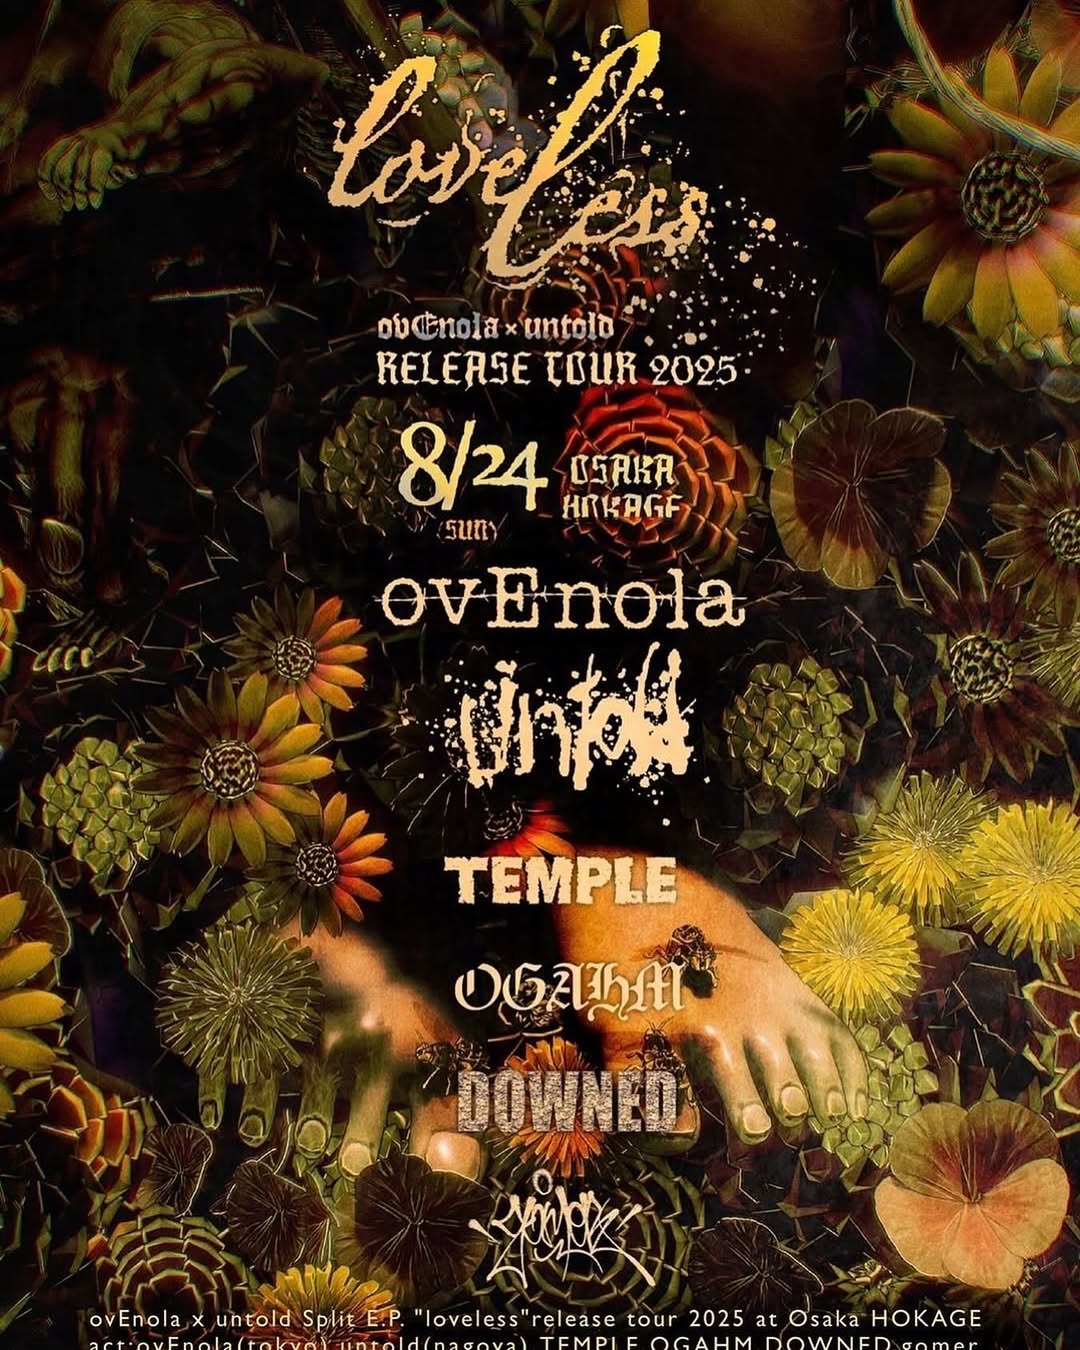 loveless
ovEnola × untold
RELEASE TOUR 2025
8/24
OSAKA
HOKAGE
(SUN)
ovEnola
untold
TEMPLE
OGAHM
DOWNED
gomer
ovEnola x untold Split E.P. "loveless"release tour 2025 at Osaka HOKAGE
act:ovEnola(tokyo) untold(nagoya) TEMPLE OGAHM DOWNED gomer